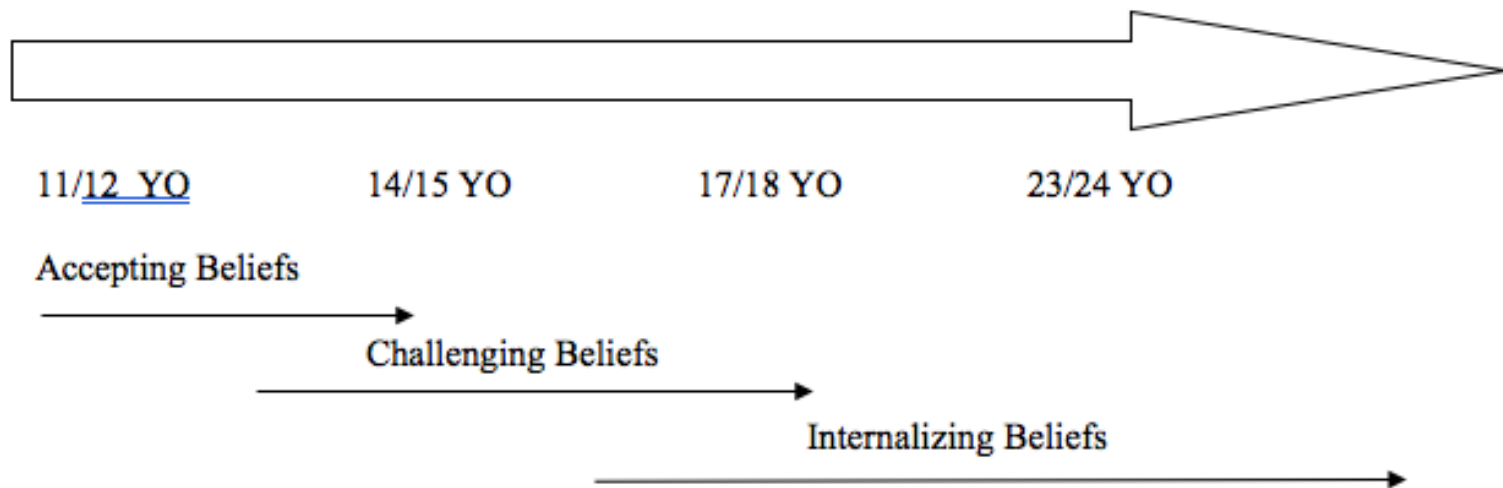 11/12 YO 14/15 YO 17/18 YO 23/24 YO
Accepting Beliefs
Challenging Beliefs
Internalizing Beliefs